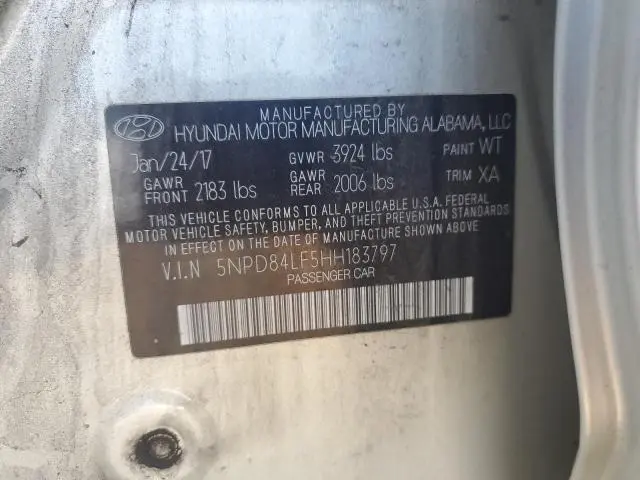 MANUFACTURED BY
HYUNDAI MOTOR MANUFACTURING ALABAMA, LLC
Jan/24/17 GVWR 3924 lbs PAINT WT
GAWR FRONT 2183 lbs GAWR REAR 2006 lbs TRIM XA
THIS VEHICLE CONFORMS TO ALL APPLICABLE U.S.A. FEDERAL
MOTOR VEHICLE SAFETY, BUMPER, AND THEFT PREVENTION STANDARDS
IN EFFECT ON THE DATE OF MANUFACTURE SHOWN ABOVE.
V.I.N 5NPD84LF5HH183797
PASSENGER CAR